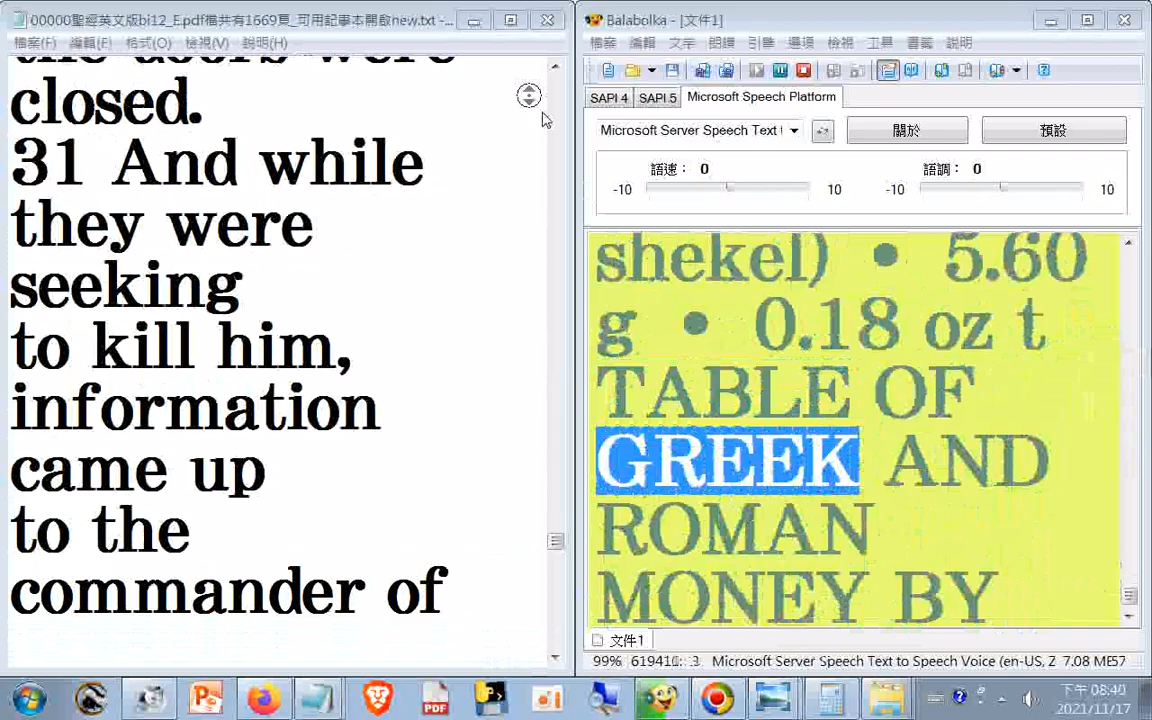 00000聖經英文版bi12_E.pdf檔共有1669頁_可用記事本開啟new.txt -...
檔案(F) 編輯(E) 格式(O) 檢視(V) 說明(H)
the doors were
closed.
31 And while
they were
seeking
to kill him,
information
came up
to the
commander of
Balabolka - [文件1]
檔案 編輯 文字 朗讀 引擎 選項 檢視 工具 書籤 說明
SAPI 4 SAPI 5 Microsoft Speech Platform
Microsoft Server Speech Text
關於 預設
語速： 0 語調： 0
-10 10 -10 10
shekel) • 5.60
g • 0.18 oz t
TABLE OF
GREEK AND
ROMAN
MONEY BY
文件1
99% Microsoft Server Speech Text to Speech Voice (en-US, Z 7.08 ME
PDF
下午 08:40
2021/11/17